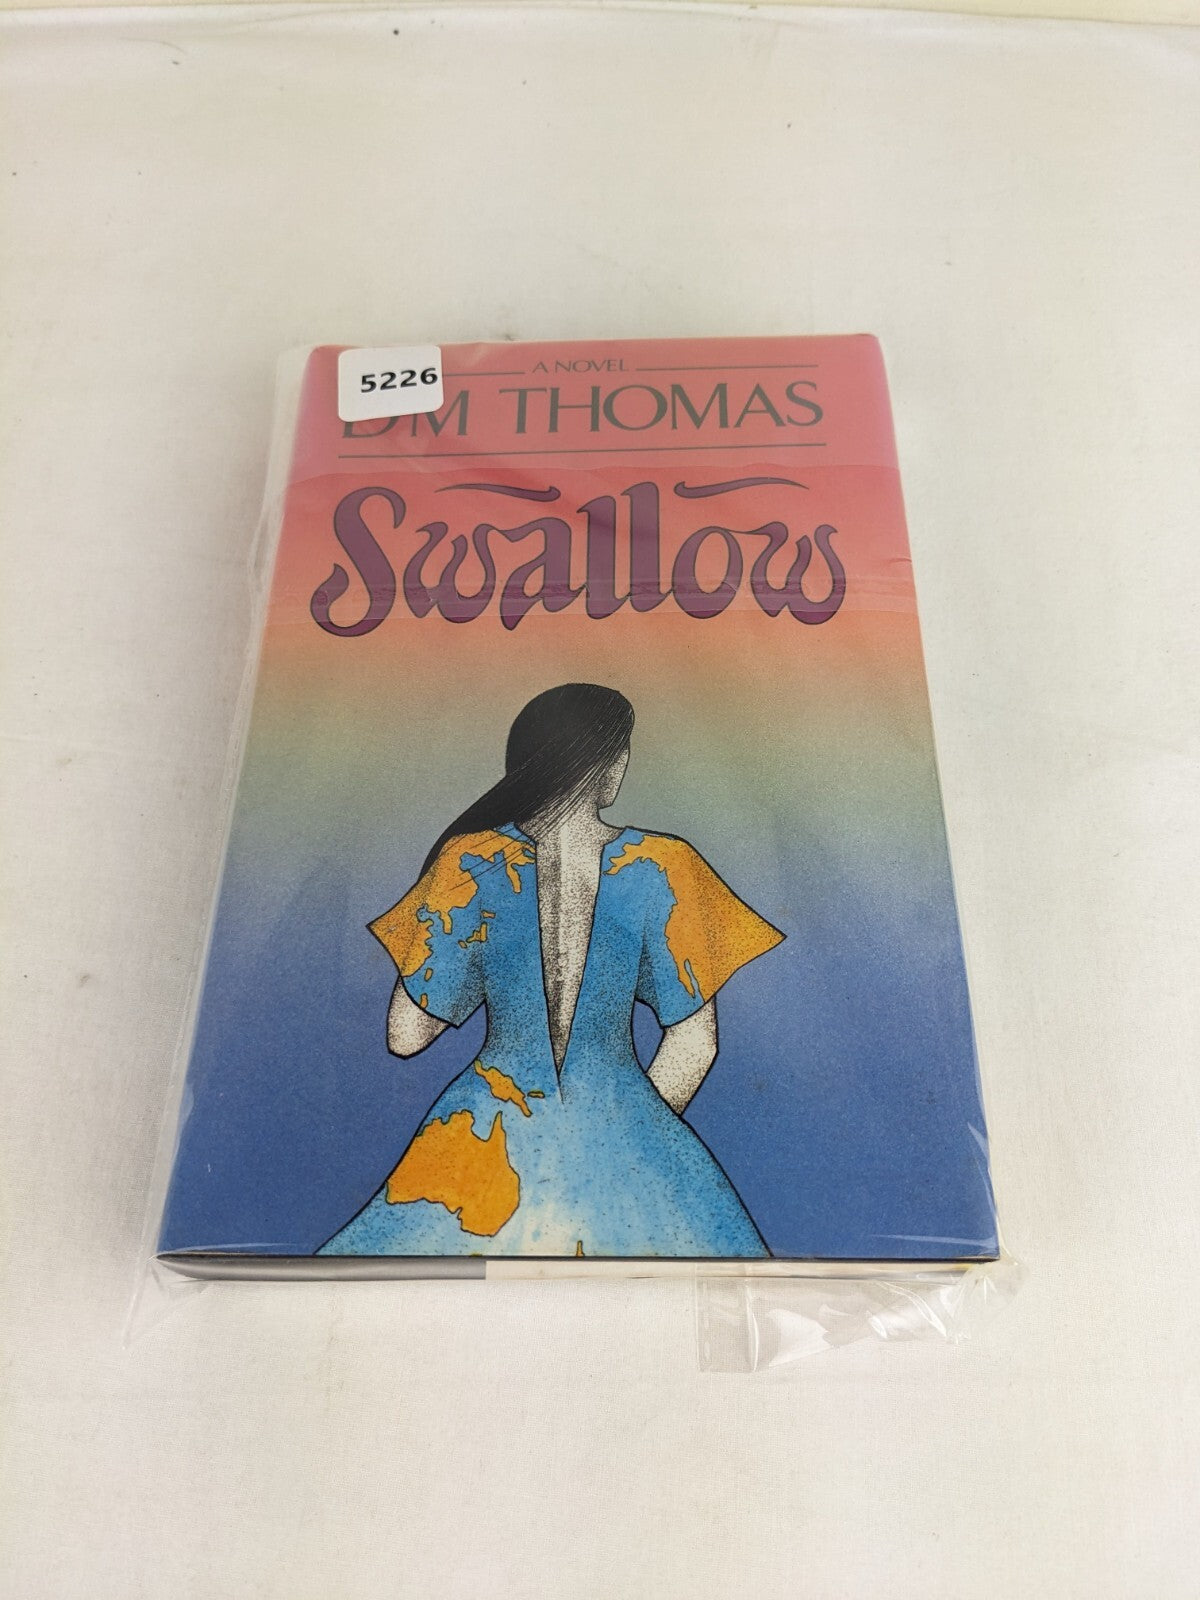 5226
A NOVEL
DM THOMAS
Swallow